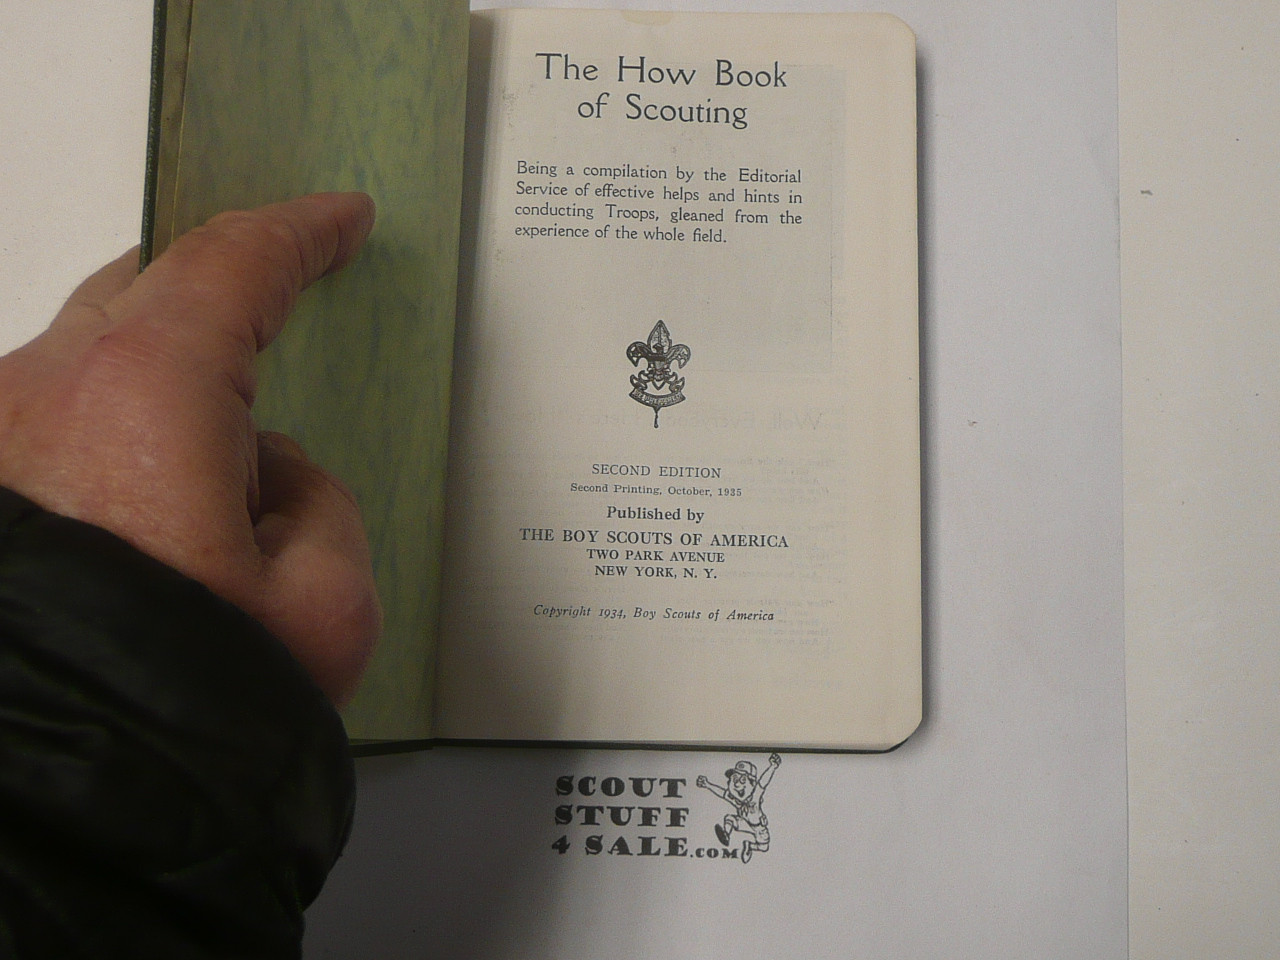 The How Book
of Scouting
Being a compilation by the Editorial
Service of effective helps and hints in
conducting Troops, gleaned from the
experience of the whole field.
SECOND EDITION
Second Printing, October, 1935
Published by
THE BOY SCOUTS OF AMERICA
TWO PARK AVENUE
NEW YORK, N. Y.
Copyright 1934, Boy Scouts of America
SCOUT
STUFF
4 SALE.COM